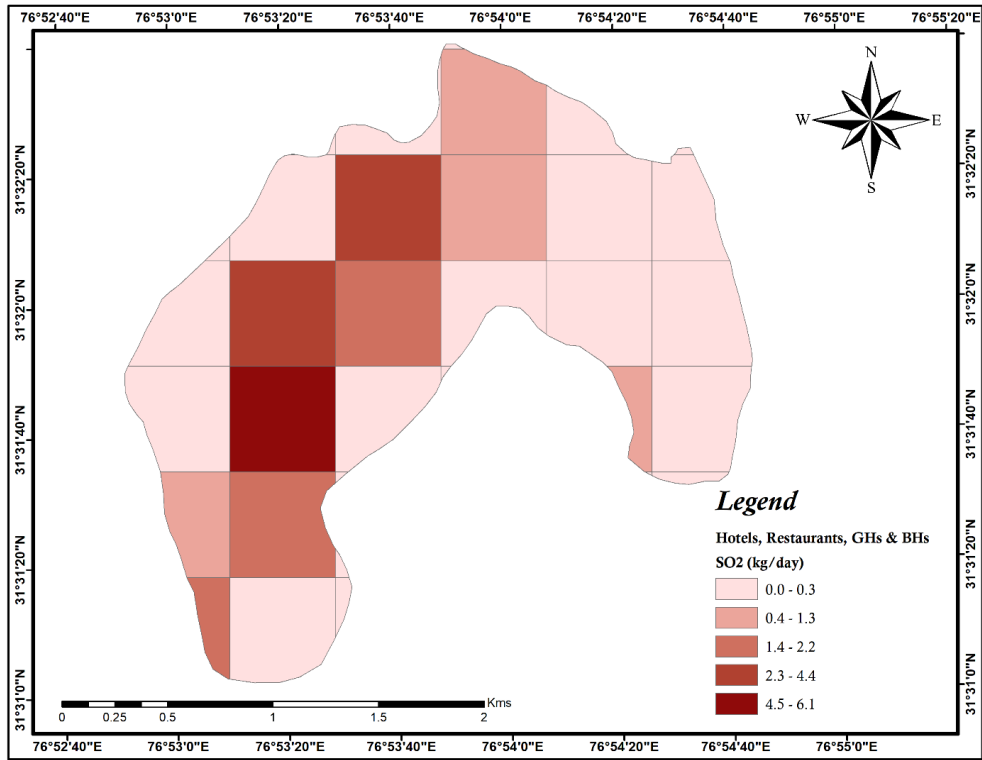 76°52'40"E 76°53'0"E 76°53'20"E 76°53'40"E 76°54'0"E 76°54'20"E 76°54'40"E 76°55'0"E 76°55'20"E
N
W E
S
31°32'20"N 31°32'20"N
31°32'0"N 31°32'0"N
31°31'40"N 31°31'40"N
31°31'20"N 31°31'20"N
31°31'0"N 31°31'0"N
Legend
Hotels, Restaurants, GHs & BHs
SO2 (kg/day)
0.0 - 0.3
0.4 - 1.3
1.4 - 2.2
2.3 - 4.4
4.5 - 6.1
Kms
0 0.25 0.5 1 1.5 2
76°52'40"E 76°53'0"E 76°53'20"E 76°53'40"E 76°54'0"E 76°54'20"E 76°54'40"E 76°55'0"E